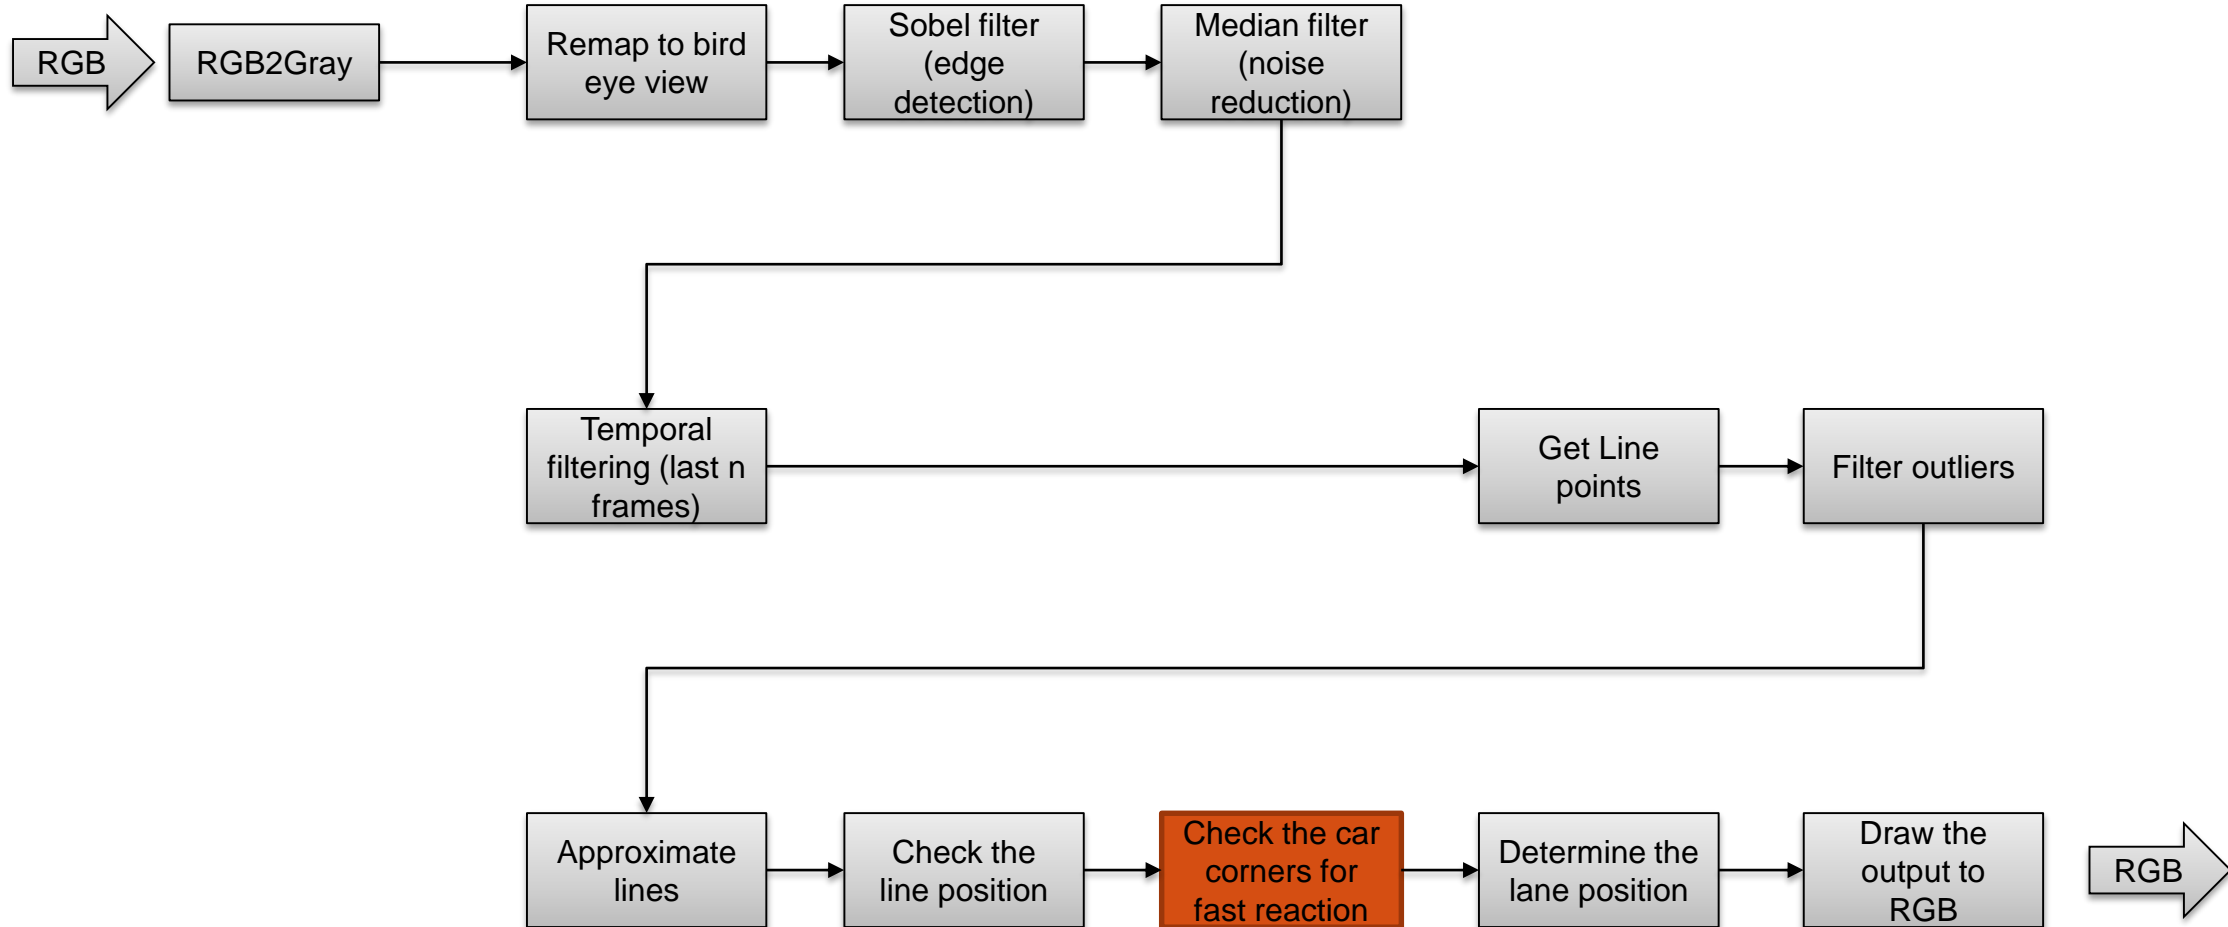 RGB
RGB2Gray
Remap to bird
eye view
Sobel filter
(edge
detection)
Median filter
(noise
reduction)
Temporal
filtering (last n
frames)
Get Line
points
Filter outliers
Approximate
lines
Check the
line position
Check the car
corners for
fast reaction
Determine the
lane position
Draw the
output to
RGB
RGB